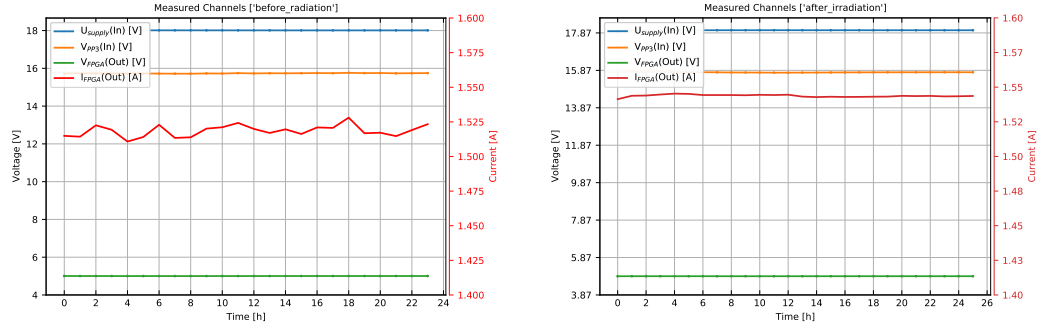 Measured Channels ['before_radiation']
U_supply(In) [V]
V_PP3(In) [V]
V_FPGA(Out) [V]
I_FPGA(Out) [A]
18
16
14
12
10
8
6
4
Voltage [V]
0 2 4 6 8 10 12 14 16 18 20 22 24
Time [h]
1.600
1.575
1.550
1.525
1.500
1.475
1.450
1.425
1.400
Current [A]
Measured Channels ['after_irradiation']
U_supply(In) [V]
V_PP3(In) [V]
V_FPGA(Out) [V]
I_FPGA(Out) [A]
17.87
15.87
13.87
11.87
9.87
7.87
5.87
3.87
Voltage [V]
0 2 4 6 8 10 12 14 16 18 20 22 24 26
Time [h]
1.60
1.57
1.55
1.52
1.50
1.48
1.45
1.43
1.40
Current [A]